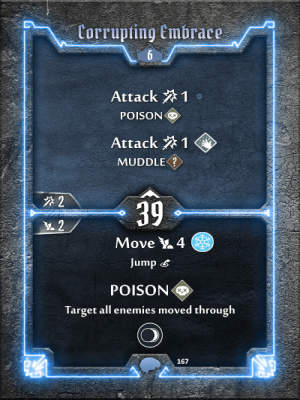 Corrupting Embrace
6
Attack 1
POISON
Attack 1
MUDDLE
2
39
2
Move 4
Jump
POISON
Target all enemies moved through
167